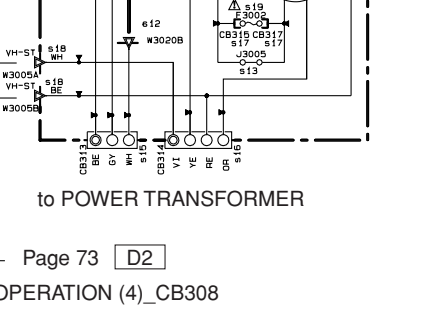 s19
F3002
612
CB315 CB317
s17 s17
VH-ST s18
WH
W3020B
J3005
s13
W3005A
VH-ST s18
BE
W3005B
CB313 BE GY WH s15
CB314 VI YE RE OR s16
to POWER TRANSFORMER
Page 73 D2
OPERATION (4)_CB308